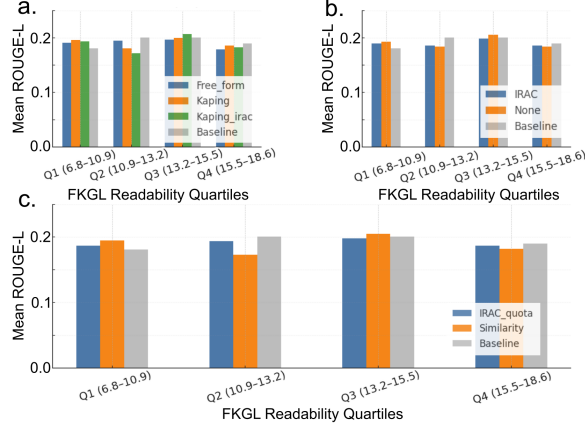 a.
Mean ROUGE-L
0.2
0.1
0.0
Free_form
Kaping
Kaping_irac
Baseline
Q1 (6.8–10.9)
Q2 (10.9–13.2)
Q3 (13.2–15.5)
Q4 (15.5–18.6)
FKGL Readability Quartiles
b.
Mean ROUGE-L
0.2
0.1
0.0
IRAC
None
Baseline
Q1 (6.8–10.9)
Q2 (10.9–13.2)
Q3 (13.2–15.5)
Q4 (15.5–18.6)
FKGL Readability Quartiles
c.
Mean ROUGE-L
0.2
0.1
0.0
IRAC_quota
Similarity
Baseline
Q1 (6.8–10.9)
Q2 (10.9–13.2)
Q3 (13.2–15.5)
Q4 (15.5–18.6)
FKGL Readability Quartiles